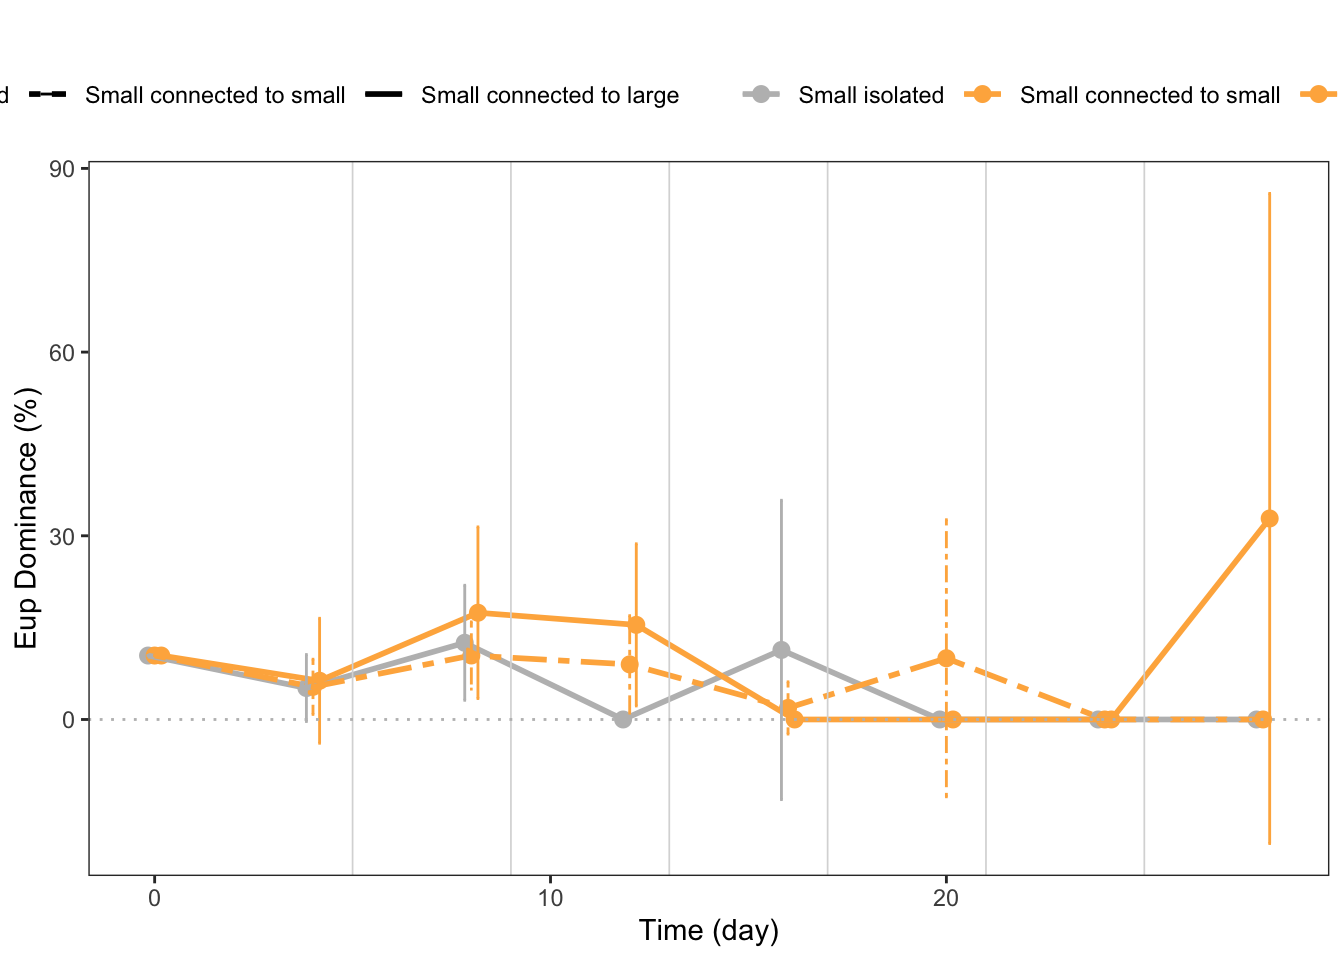 d Small connected to small Small connected to large Small isolated Small connected to small
90
60
30
0
Eup Dominance (%)
0 10 20
Time (day)